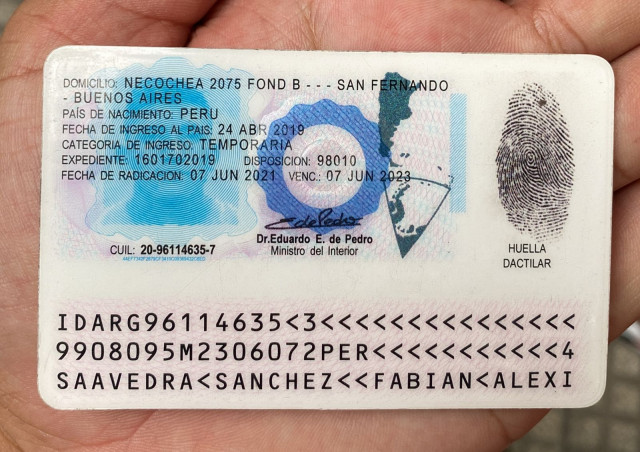 DOMICILIO: NECOCHEA 2075 FOND B - - - SAN FERNANDO
- BUENOS AIRES
PAÍS DE NACIMIENTO: PERU
FECHA DE INGRESO AL PAIS: 24 ABR 2019
CATEGORIA DE INGRESO: TEMPORARIA
EXPEDIENTE: 1601702019 DISPOSICION: 98010
FECHA DE RADICACION: 07 JUN 2021 VENC.: 07 JUN 2023
CUIL: 20-96114635-7
Dr.Eduardo E. de Pedro
Ministro del Interior
HUELLA
DACTILAR
IDARG96114635<3<<<<<<<<<<<<<<<
9908095M2306072PER<<<<<<<<<<<4
SAAVEDRA<SANCHEZ<<FABIAN<ALEXI